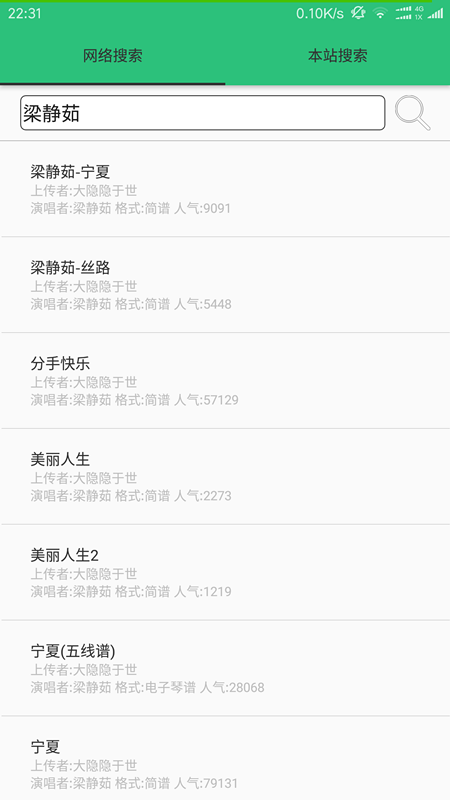 22:31 0.10K/s 4G 1X
网络搜索 本站搜索
梁静茹
梁静茹-宁夏
上传者:大隐隐于世
演唱者:梁静茹 格式:简谱 人气:9091
梁静茹-丝路
上传者:大隐隐于世
演唱者:梁静茹 格式:简谱 人气:5448
分手快乐
上传者:大隐隐于世
演唱者:梁静茹 格式:简谱 人气:57129
美丽人生
上传者:大隐隐于世
演唱者:梁静茹 格式:简谱 人气:2273
美丽人生2
上传者:大隐隐于世
演唱者:梁静茹 格式:简谱 人气:1219
宁夏(五线谱)
上传者:大隐隐于世
演唱者:梁静茹 格式:电子琴谱 人气:28068
宁夏
上传者:大隐隐于世
演唱者:梁静茹 格式:简谱 人气:79131